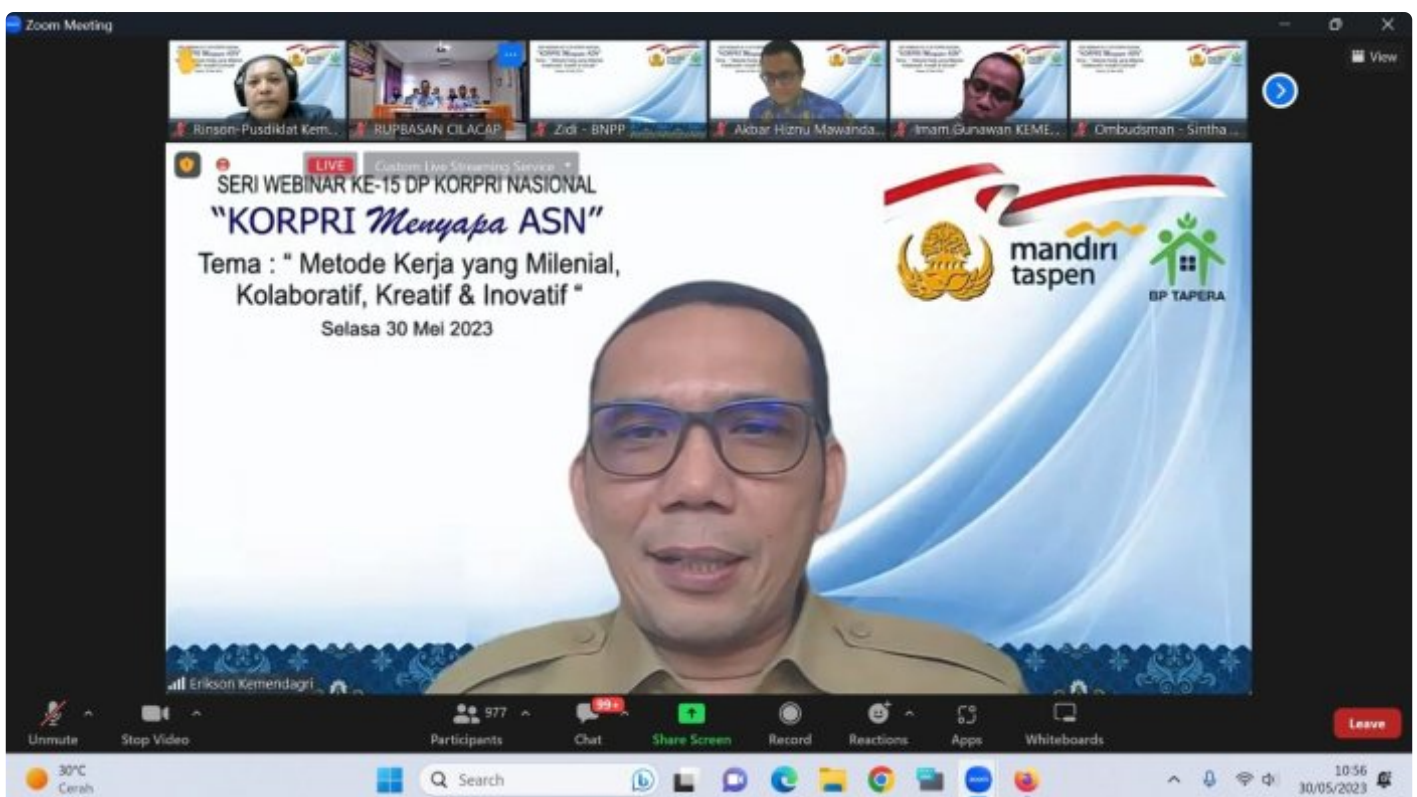 Zoom Meeting
View
Rinson-Pusdiklat Kem...
RUPBASAN CILACAP
Zidi - BNPP
Akbar Hiznu Mawanda...
Imam Gunawan KEME...
Ombudsman - Sintha ...
LIVE Custom Live Streaming Service
SERI WEBINAR KE-15 DP KORPRI NASIONAL
"KORPRI Menyapa ASN"
Tema : " Metode Kerja yang Milenial,
Kolaboratif, Kreatif & Inovatif "
Selasa 30 Mei 2023
mandiri
taspen
BP TAPERA
Erikson Kemendagri
Unmute
Stop Video
977
Participants
99+
Chat
Share Screen
Record
Reactions
Apps
Whiteboards
Leave
30°C
Cerah
Search
10:56
30/05/2023